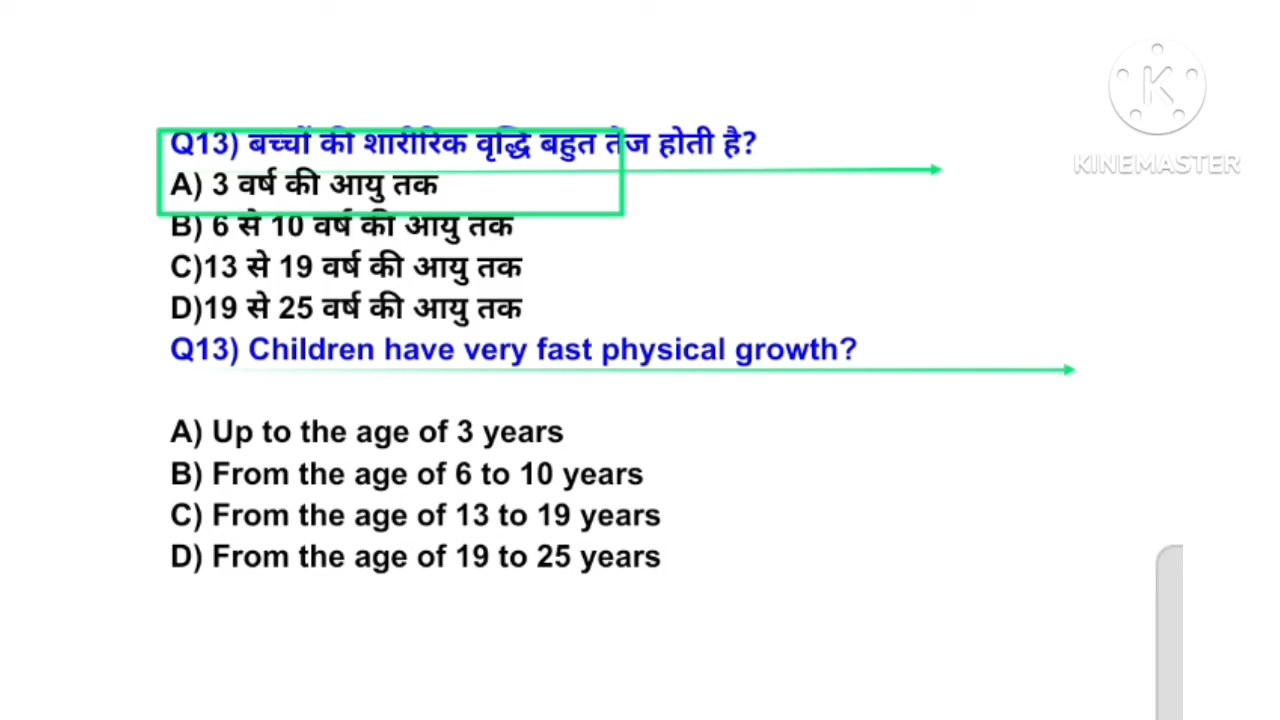 Q13) बच्चों की शारीरिक वृद्धि बहुत तेज होती है?
A) 3 वर्ष की आयु तक
B) 6 से 10 वर्ष की आयु तक
C)13 से 19 वर्ष की आयु तक
D)19 से 25 वर्ष की आयु तक
Q13) Children have very fast physical growth?
A) Up to the age of 3 years
B) From the age of 6 to 10 years
C) From the age of 13 to 19 years
D) From the age of 19 to 25 years
K
KINEMASTER